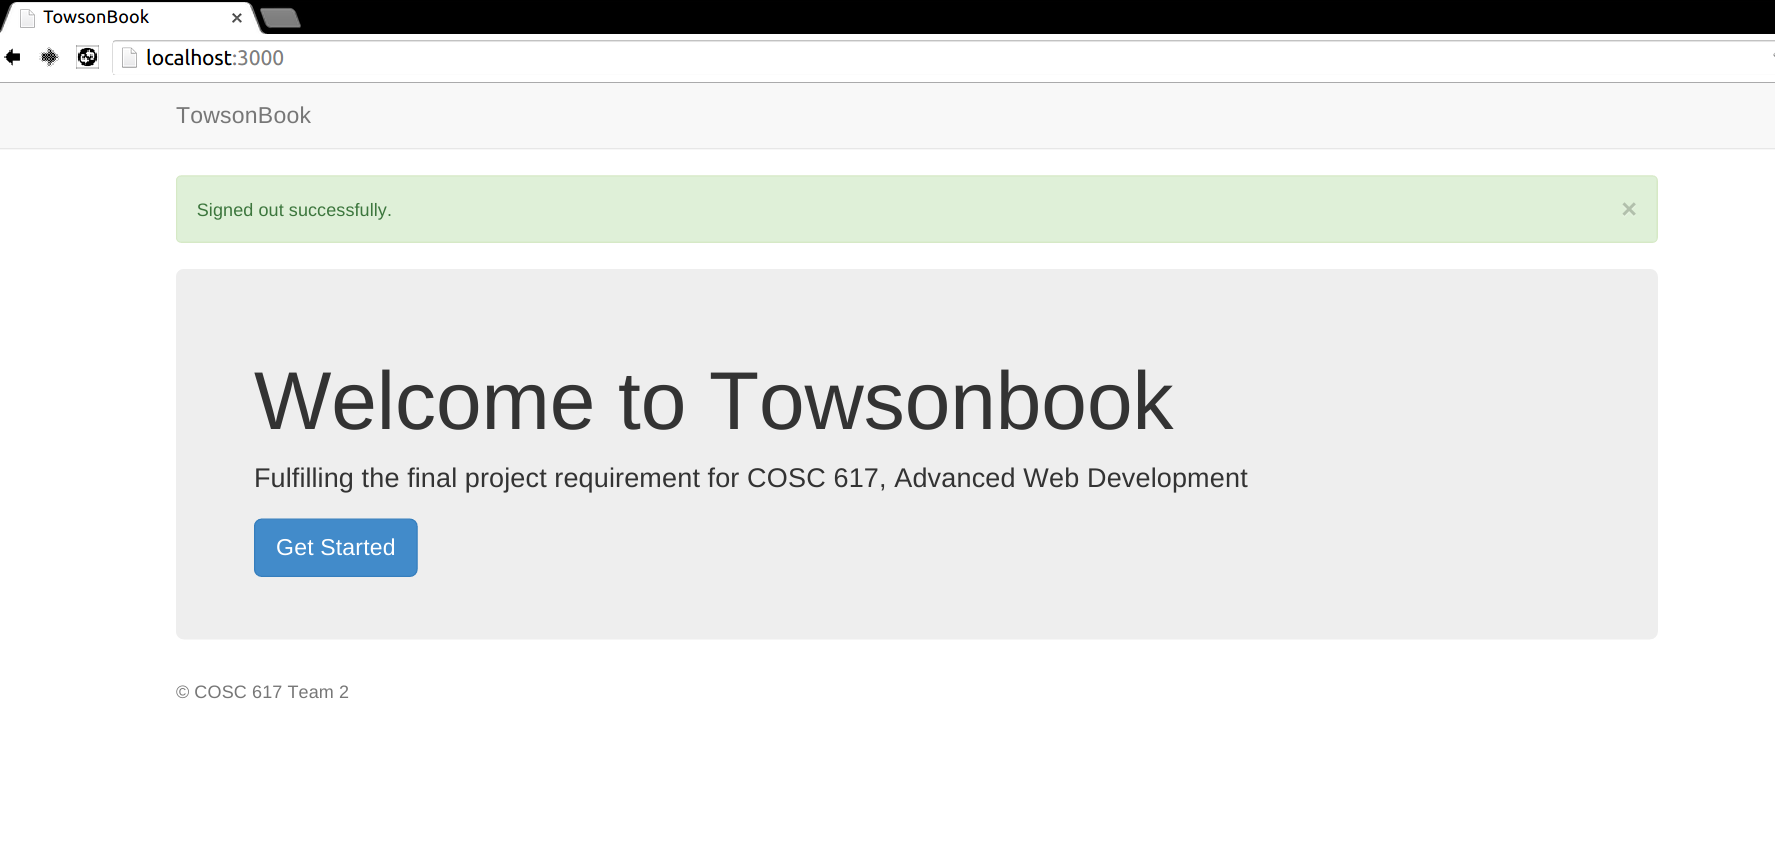 TowsonBook
localhost:3000
TowsonBook
Signed out successfully.
Welcome to Towsonbook
Fulfilling the final project requirement for COSC 617, Advanced Web Development
Get Started
© COSC 617 Team 2